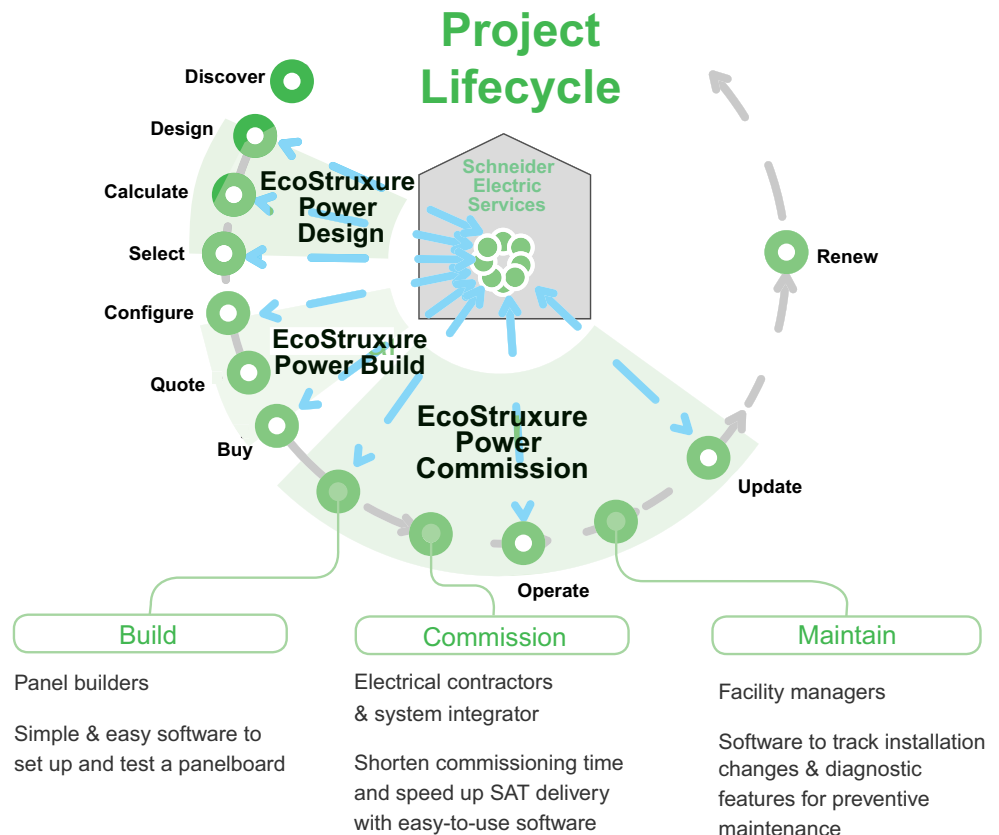 Project
Lifecycle
Discover
Design
Calculate
Select
Configure
Quote
Buy
EcoStruxure
Power
Design
Schneider
Electric
Services
EcoStruxure
Power Build
EcoStruxure
Power
Commission
Renew
Update
Operate
Build
Panel builders
Simple & easy software to
set up and test a panelboard
Commission
Electrical contractors
& system integrator
Shorten commissioning time
and speed up SAT delivery
with easy-to-use software
Maintain
Facility managers
Software to track installation
changes & diagnostic
features for preventive
maintenance